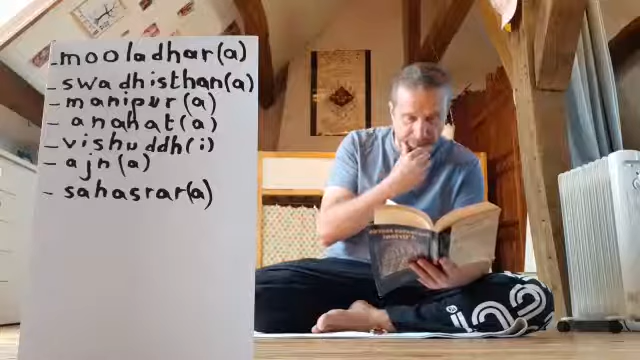 - mooladhar(a)
- swadhisthan(a)
- manipur(a)
- anahat(a)
- vishuddh(i)
- ajn(a)
- sahasrar(a)